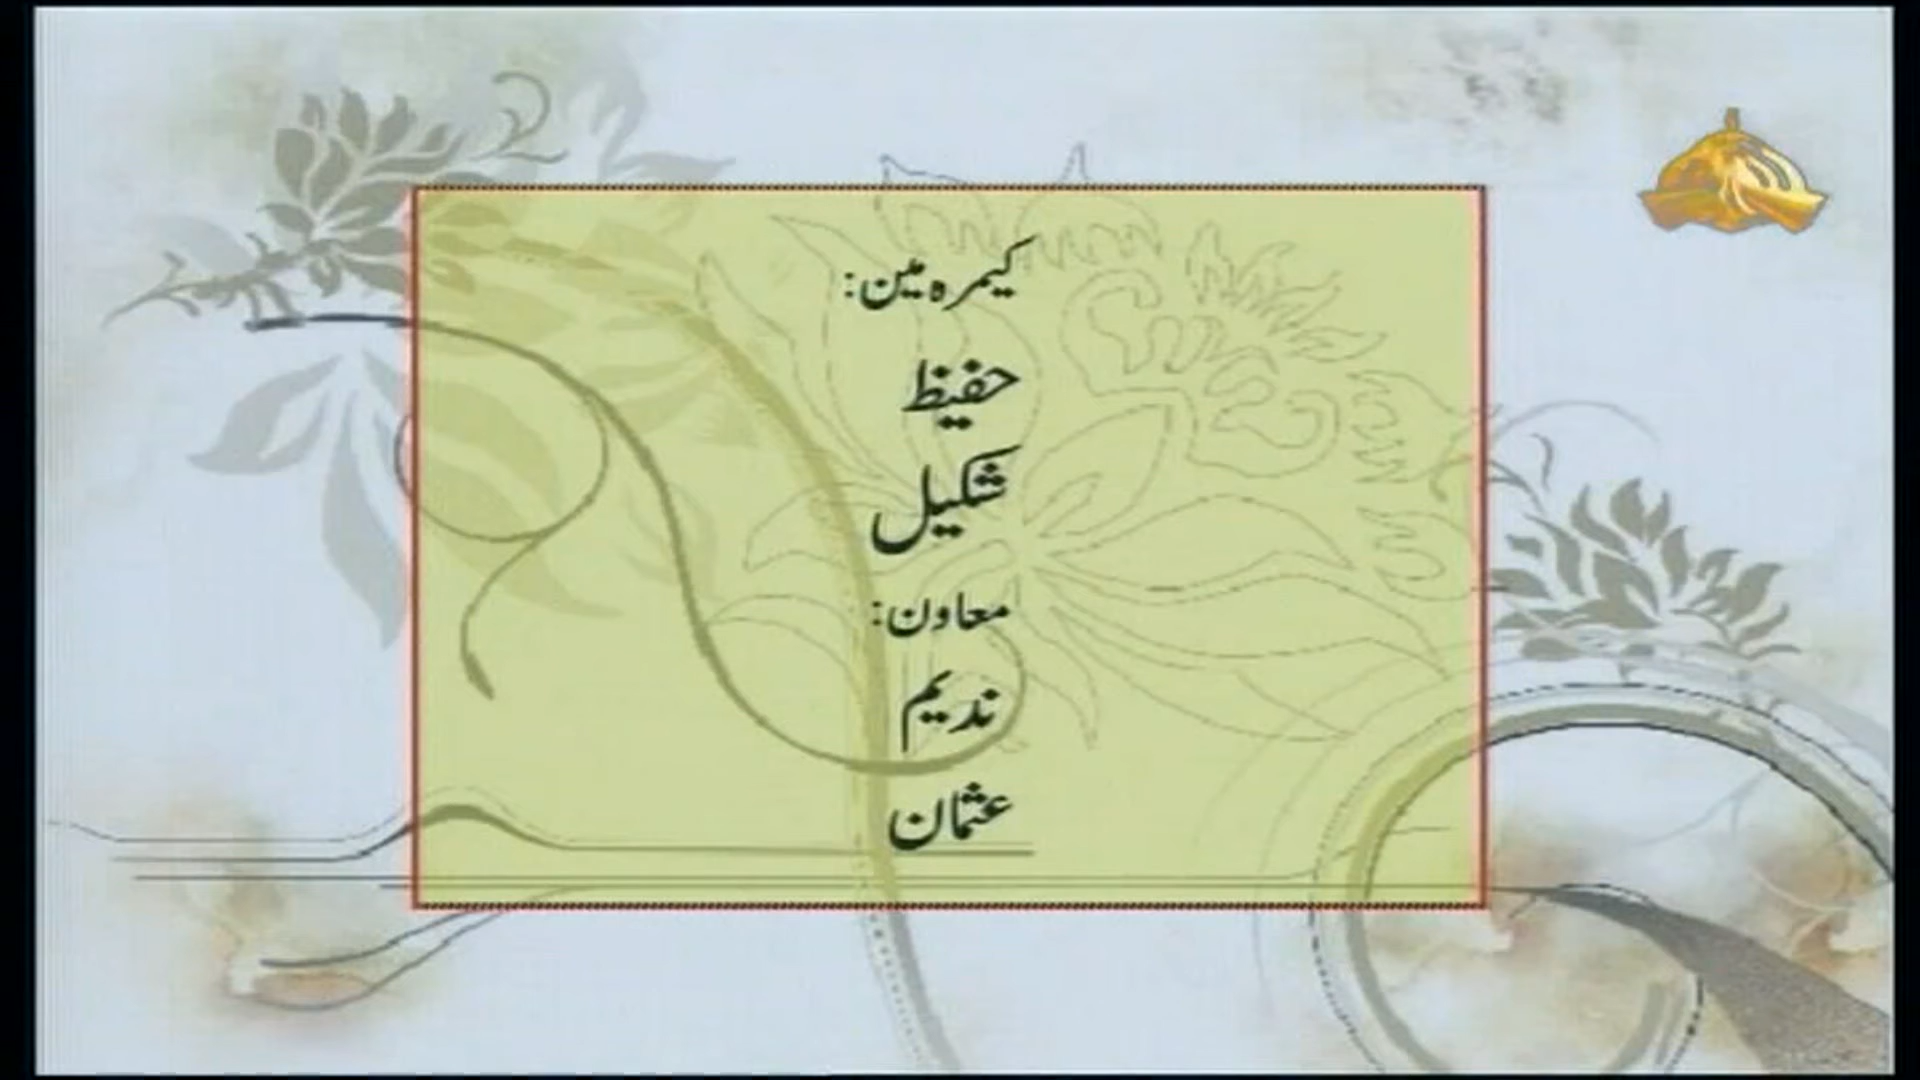 کیمرہ مین:
حفیظ
شکیل
معاون:
ندیم
عثمان